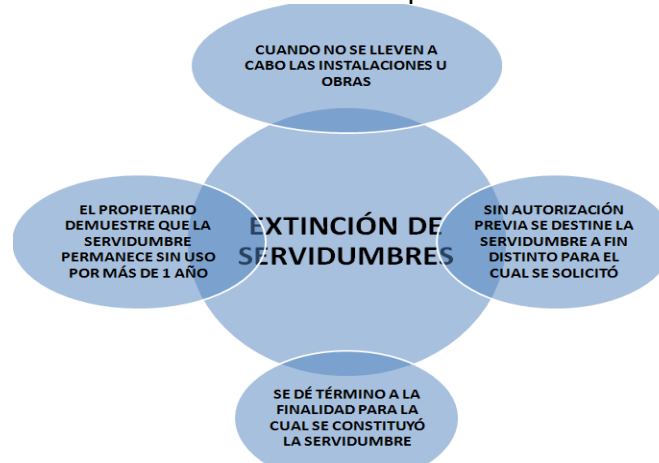 CUANDO NO SE LLEVEN A
CABO LAS INSTALACIONES U
OBRAS
EL PROPIETARIO
DEMUESTRE QUE LA
SERVIDUMBRE
PERMANECE SIN USO
POR MÁS DE 1 AÑO
EXTINCIÓN DE
SERVIDUMBRES
SIN AUTORIZACIÓN
PREVIA SE DESTINE LA
SERVIDUMBRE A FIN
DISTINTO PARA EL
CUAL SE SOLICITÓ
SE DÉ TÉRMINO A LA
FINALIDAD PARA LA
CUAL SE CONSTITUYÓ
LA SERVIDUMBRE